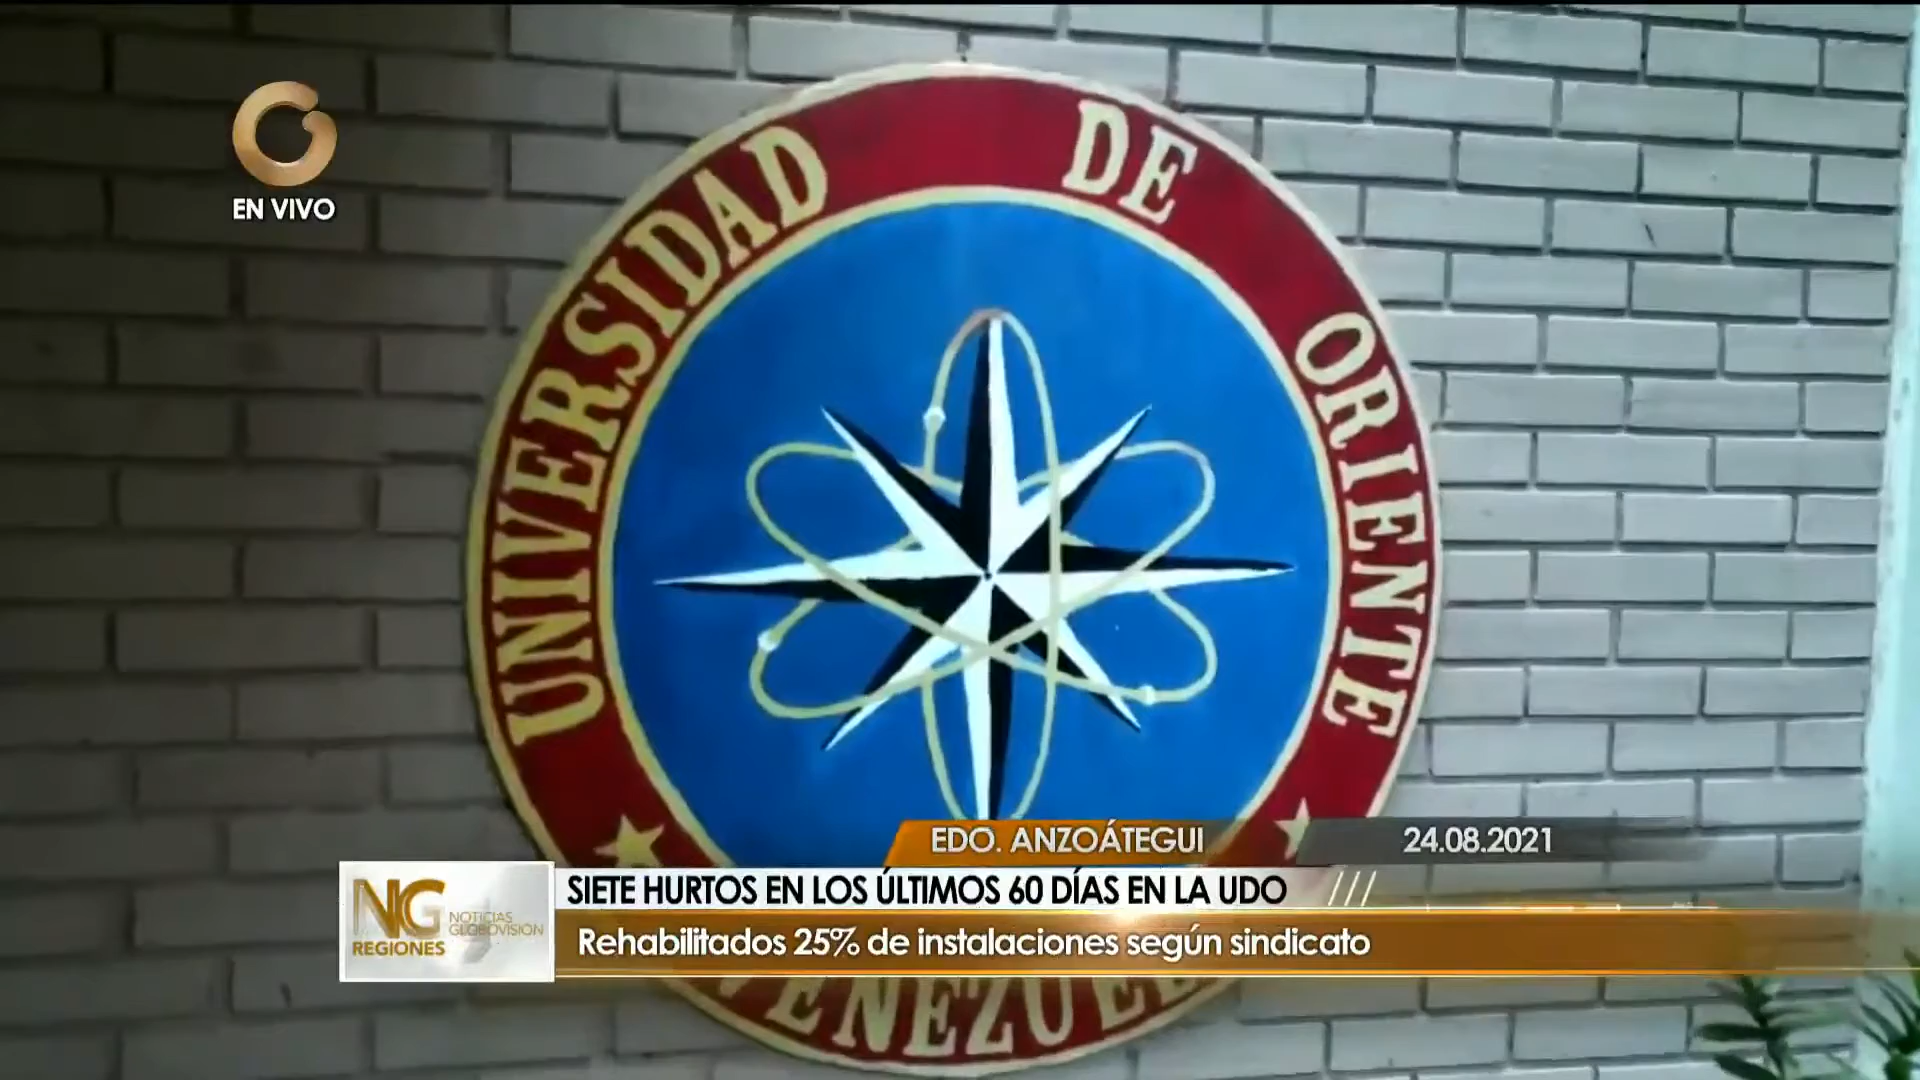 EN VIVO
UNIVERSIDAD DE ORIENTE
EDO. ANZOÁTEGUI
24.08.2021
SIETE HURTOS EN LOS ÚLTIMOS 60 DÍAS EN LA UDO
NG
NOTICIAS
GLOBOVISION
REGIONES
Rehabilitados 25% de instalaciones según sindicato
VENEZUEL